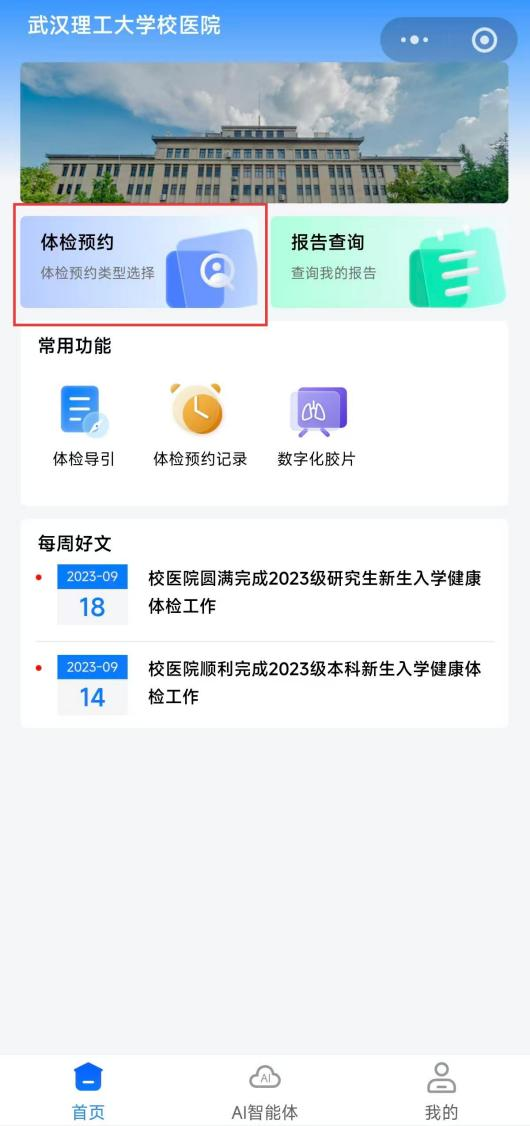 武汉理工大学校医院
体检预约
体检预约类型选择
报告查询
查询我的报告
常用功能
体检导引
体检预约记录
数字化胶片
每周好文
2023-09
18
校医院圆满完成2023级研究生新生入学健康
体检工作
2023-09
14
校医院顺利完成2023级本科新生入学健康体
检工作
AI
首页
AI智能体
我的